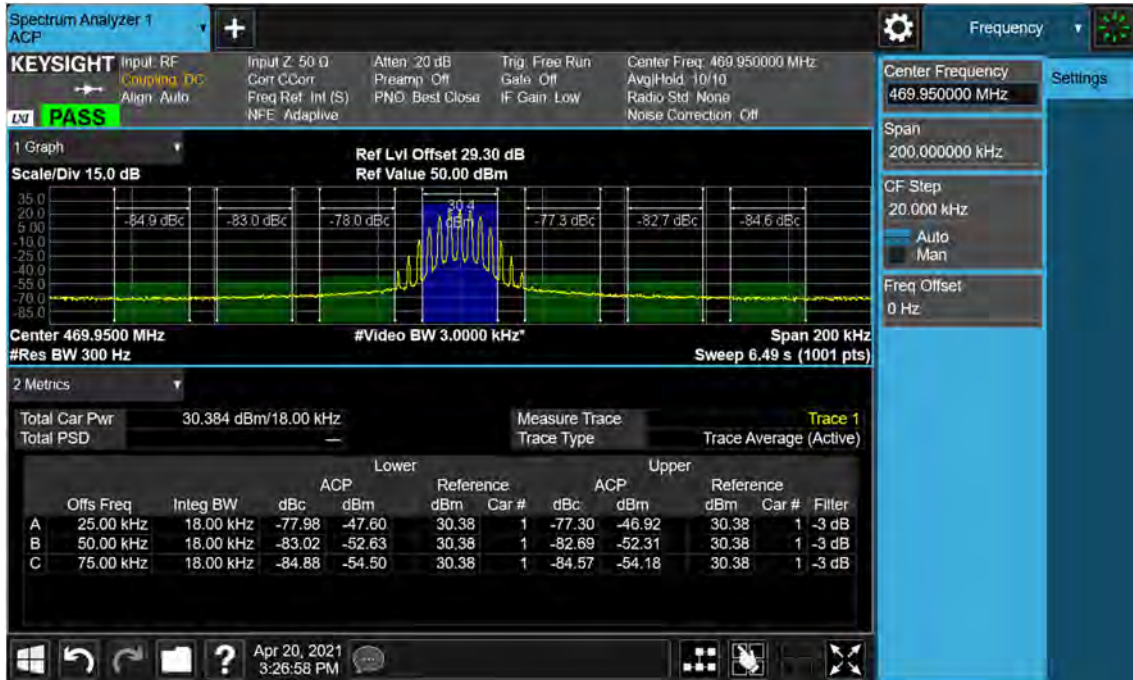 Spectrum Analyzer 1
ACP
Frequency
KEYSIGHT Input: RF Input Z: 50 Ω Atten: 20 dB Trig: Free Run Center Freq: 469.950000 MHz
Coupling: DC Corr CCorr Preamp: Off Gate: Off Avg|Hold: 10/10
Align: Auto Freq Ref: Int (S) PNO: Best Close IF Gain: Low Radio Std: None
LXI PASS NFE: Adaptive Noise Correction: Off
1 Graph
Ref Lvl Offset 29.30 dB
Scale/Div 15.0 dB Ref Value 50.00 dBm
35.0
20.0
5.00
-10.0
-25.0
-40.0
-55.0
-70.0
-85.0
-84.9 dBc -83.0 dBc -78.0 dBc 30.4 dBm -77.3 dBc -82.7 dBc -84.6 dBc
Center 469.9500 MHz #Video BW 3.0000 kHz* Span 200 kHz
#Res BW 300 Hz Sweep 6.49 s (1001 pts)
2 Metrics
Total Car Pwr 30.384 dBm/18.00 kHz Measure Trace Trace 1
Total PSD — Trace Type Trace Average (Active)
Lower Upper
ACP Reference ACP Reference
Offs Freq Integ BW dBc dBm dBm Car # dBc dBm dBm Car # Filter
A 25.00 kHz 18.00 kHz -77.98 -47.60 30.38 1 -77.30 -46.92 30.38 1 -3 dB
B 50.00 kHz 18.00 kHz -83.02 -52.63 30.38 1 -82.69 -52.31 30.38 1 -3 dB
C 75.00 kHz 18.00 kHz -84.88 -54.50 30.38 1 -84.57 -54.18 30.38 1 -3 dB
?
Apr 20, 2021
3:26:58 PM
Center Frequency
469.950000 MHz
Settings
Span
200.000000 kHz
CF Step
20.000 kHz
Auto
Man
Freq Offset
0 Hz